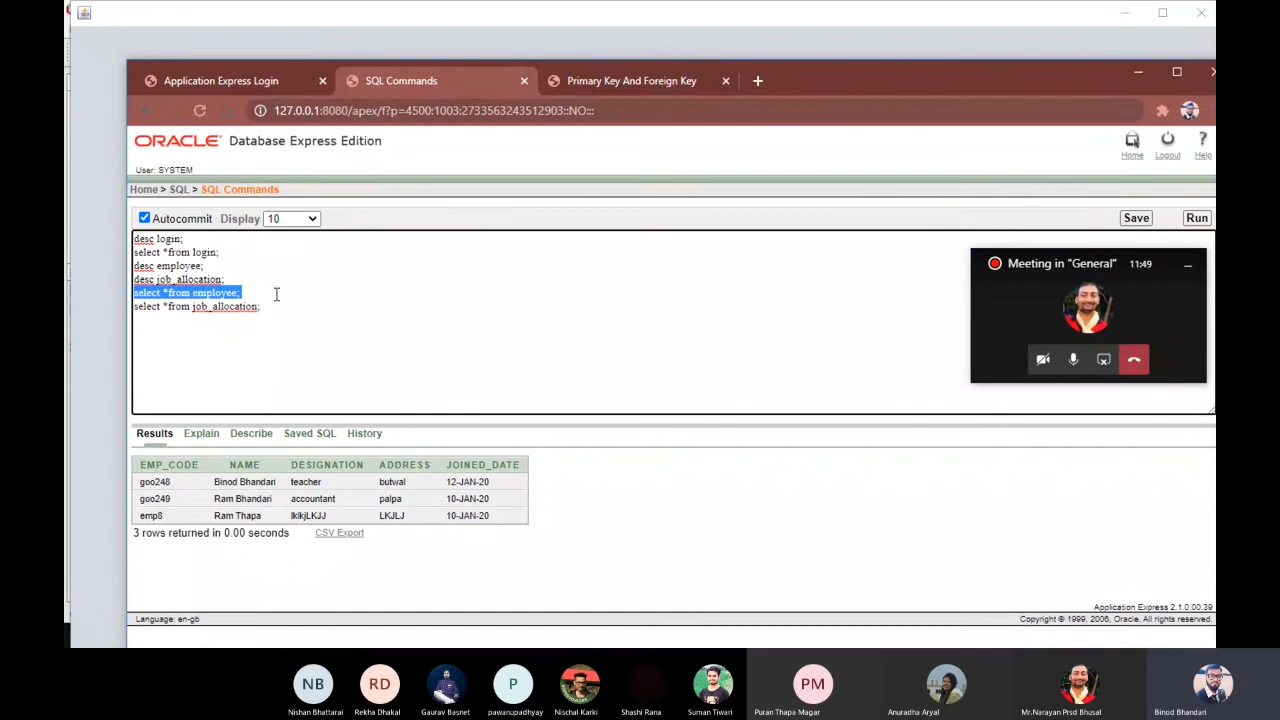 Application Express Login
SQL Commands
Primary Key And Foreign Key
127.0.0.1:8080/apex/f?p=4500:1003:2733563243512903::NO:::
ORACLE Database Express Edition
Home
Logout
Help
User: SYSTEM
Home > SQL > SQL Commands
Autocommit Display 10
Save
Run
desc login;
select *from login;
desc employee;
desc job_allocation;
select *from employee;
select *from job_allocation;
Meeting in "General" 11:49
Results Explain Describe Saved SQL History
EMP_CODE NAME DESIGNATION ADDRESS JOINED_DATE
goo248 Binod Bhandari teacher butwal 12-JAN-20
goo249 Ram Bhandari accountant palpa 10-JAN-20
emp8 Ram Thapa lklkjLKJJ LKJLJ 10-JAN-20
3 rows returned in 0.00 seconds CSV Export
Application Express 2.1.0.00.39
Language: en-gb
Copyright © 1999, 2006, Oracle. All rights reserved.
NB
RD
P
PM
Nishan Bhattarai
Rekha Dhakal
Gaurav Basnet
pawanupadhyay
Nischal Karki
Shashi Rana
Suman Tiwari
Puran Thapa Magar
Anuradha Aryal
Mr.Narayan Prsd Bhusal
Binod Bhandari